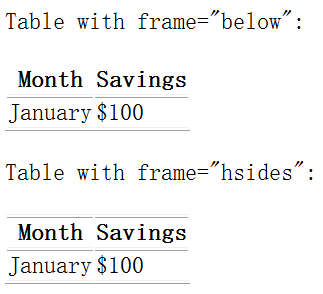 Table with frame="below":
Month Savings
January $100
Table with frame="hsides":
Month Savings
January $100